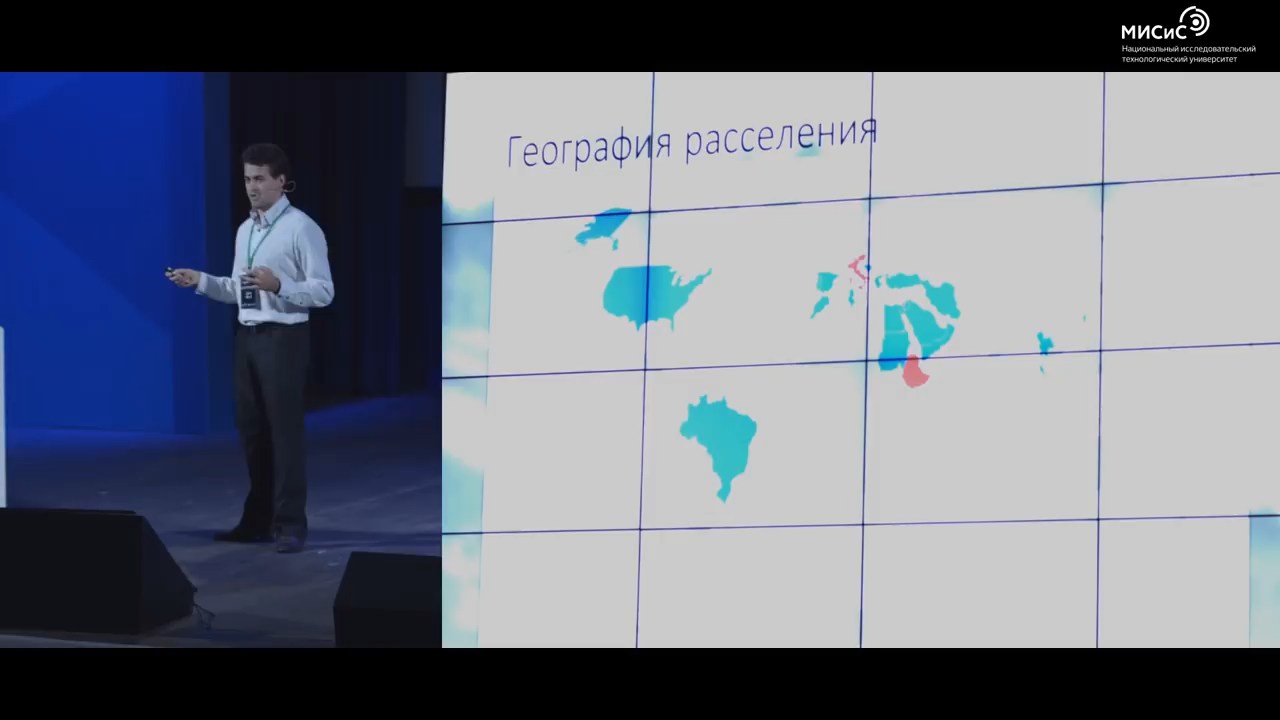 МИСиС
Национальный исследовательский
технологический университет
География расселения